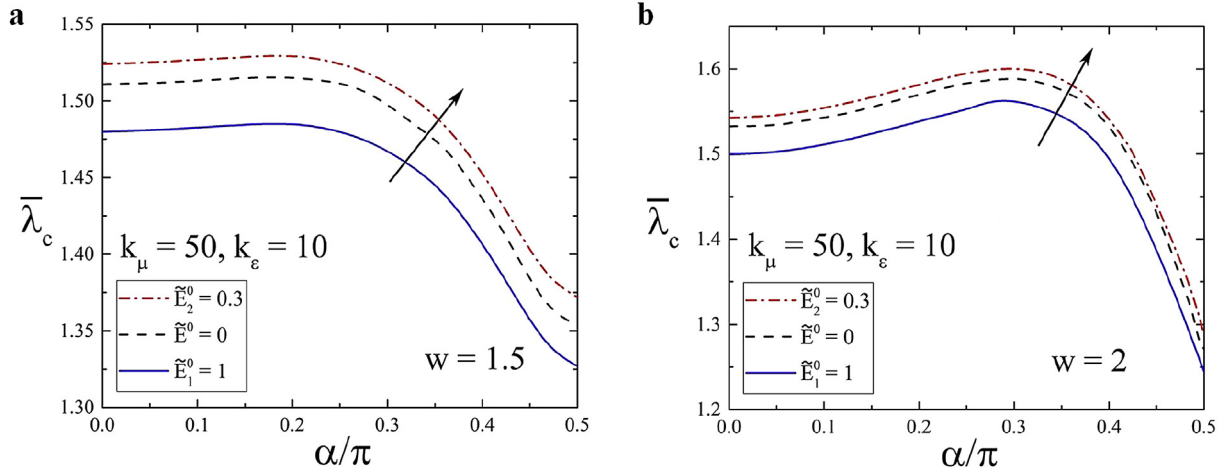 a
1.55
1.50
1.45
1.40
1.35
1.30
λ̅c
kμ = 50, kε = 10
Ẽ₂⁰ = 0.3
Ẽ⁰ = 0
Ẽ₁⁰ = 1
w = 1.5
0.0 0.1 0.2 0.3 0.4 0.5
α/π
b
1.6
1.5
1.4
1.3
1.2
λ̅c
kμ = 50, kε = 10
Ẽ₂⁰ = 0.3
Ẽ⁰ = 0
Ẽ₁⁰ = 1
w = 2
0.0 0.1 0.2 0.3 0.4 0.5
α/π